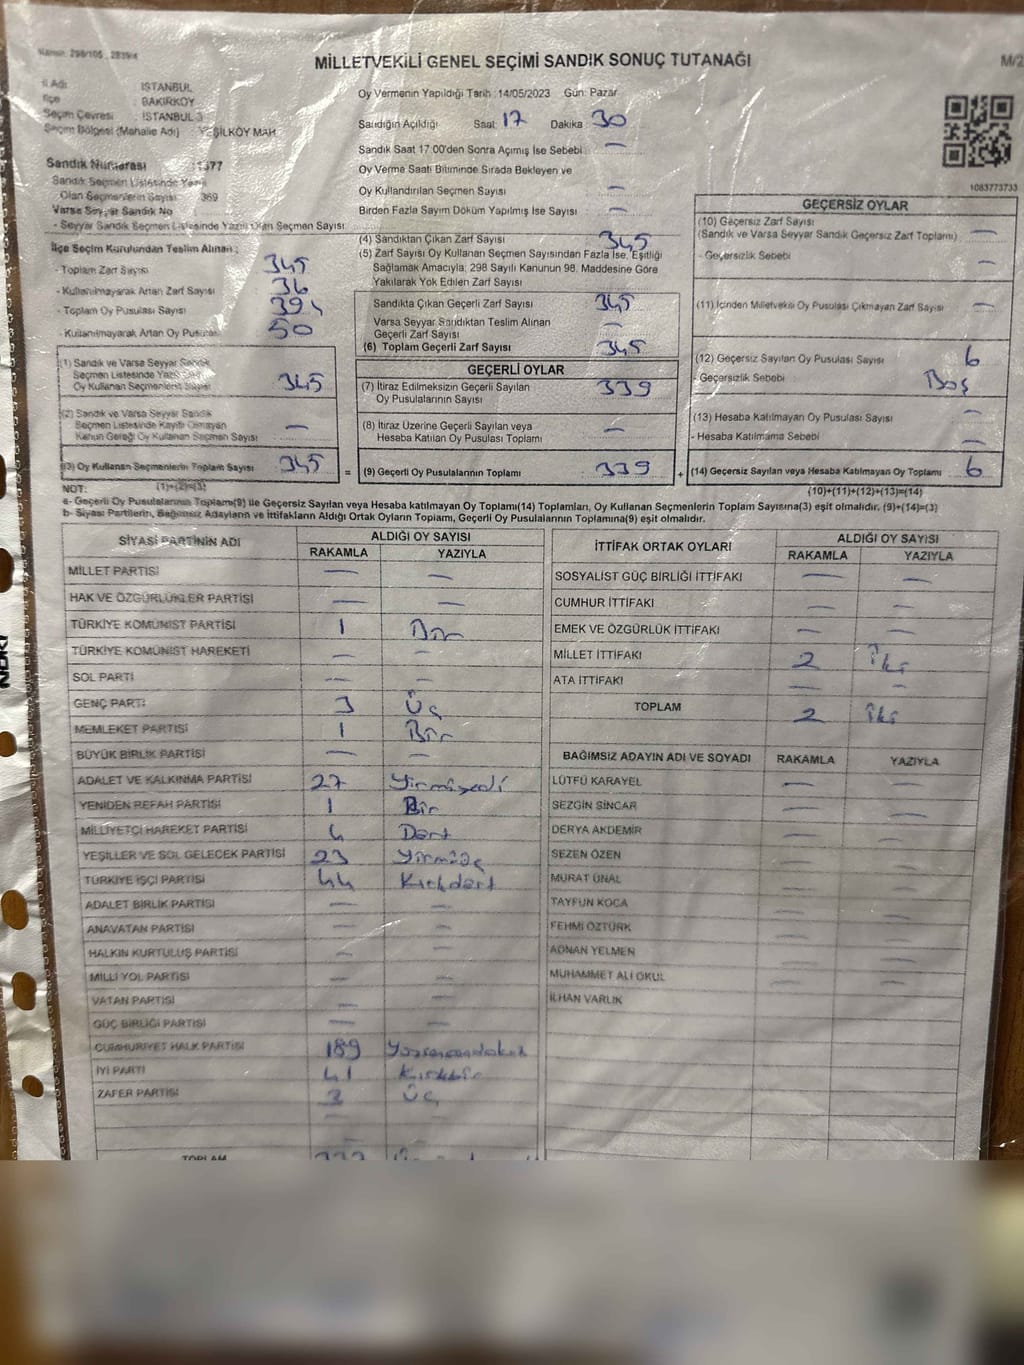 MİLLETVEKİLİ GENEL SEÇİMİ SANDIK SONUÇ TUTANAĞI
M/2
İl Adı : İSTANBUL
İlçe : BAKIRKÖY
Seçim Çevresi : İSTANBUL 3
Seçim Bölgesi (Mahalle Adı) : YEŞİLKÖY MAH.
Sandık Numarası : 1377
Sandık Seçmen Listesinde Yazılı
Olan Seçmenlerin Sayısı : 369
Varsa Seyyar Sandık No
- Seyyar Sandık Seçmen Listesinde Yazılı Olan Seçmen Sayısı :
Oy Vermenin Yapıldığı Tarih :14/05/2023 Gün: Pazar
Sandığın Açıldığı Saat: 17 Dakika : 30
Sandık Saat 17:00'den Sonra Açımış İse Sebebi : —
Oy Verme Saati Bitiminde Sırada Bekleyen ve
Oy Kullandırılan Seçmen Sayısı —
Birden Fazla Sayım Döküm Yapılmış İse Sayısı : —
1083773733
İlçe Seçim Kurulundan Teslim Alınan ;
- Toplam Zarf Sayısı
- Kullanılmayarak Artan Zarf Sayısı : 36
- Toplam Oy Pusulası Sayısı :
- Kullanılmayarak Artan Oy Pusulası : 50
(1) Sandık ve Varsa Seyyar Sandık
Seçmen Listesinde Yazılı
Oy Kullanan Seçmenlerin Sayısı : 345
(2) Sandık ve Varsa Seyyar Sandık
Seçmen Listesinde Kayıtlı Olmayan
Kanun Gereği Oy Kullanan Seçmen Sayısı : —
(3) Oy Kullanan Seçmenlerin Toplam Sayısı : 345
(1)+(2)=(3)
(4) Sandıktan Çıkan Zarf Sayısı : 345
(5) Zarf Sayısı Oy Kullanan Seçmen Sayısından Fazla İse, Eşitliği
Sağlamak Amacıyla; 298 Sayılı Kanunun 98. Maddesine Göre
Yakılarak Yok Edilen Zarf Sayısı :
Sandıkta Çıkan Geçerli Zarf Sayısı : 345
Varsa Seyyar Sandıktan Teslim Alınan
Geçerli Zarf Sayısı : —
(6) Toplam Geçerli Zarf Sayısı : 345
GEÇERLİ OYLAR
(7) İtiraz Edilmeksizin Geçerli Sayılan
Oy Pusulalarının Sayısı : 339
(8) İtiraz Üzerine Geçerli Sayılan veya
Hesaba Katılan Oy Pusulası Toplamı : —
= (9) Geçerli Oy Pusulalarının Toplamı : 339 +
GEÇERSİZ OYLAR
(10) Geçersiz Zarf Sayısı :
(Sandık ve Varsa Seyyar Sandık Geçersiz Zarf Toplamı) —
- Geçersizlik Sebebi : —
(11) İçinden Milletvekili Oy Pusulası Çıkmayan Zarf Sayısı : —
(12) Geçersiz Sayılan Oy Pusulası Sayısı : 6
- Geçersizlik Sebebi : Boş
(13) Hesaba Katılmayan Oy Pusulası Sayısı : —
- Hesaba Katılmama Sebebi : —
(14) Geçersiz Sayılan veya Hesaba Katılmayan Oy Toplamı : 6
(10)+(11)+(12)+(13)=(14)
NOT:
a- Geçerli Oy Pusulalarının Toplamı(9) ile Geçersiz Sayılan veya Hesaba katılmayan Oy Toplamı(14) Toplamları, Oy Kullanan Seçmenlerin Toplam Sayısına(3) eşit olmalıdır. (9)+(14)=(3)
b- Siyasi Partilerin, Bağımsız Adayların ve İttifakların Aldığı Ortak Oyların Toplamı, Geçerli Oy Pusulalarının Toplamına(9) eşit olmalıdır.
SİYASİ PARTİNİN ADI
ALDIĞI OY SAYISI
RAKAMLA YAZIYLA
MİLLET PARTİSİ — —
HAK VE ÖZGÜRLÜKLER PARTİSİ — —
TÜRKİYE KOMÜNİST PARTİSİ 1 Bir
TÜRKİYE KOMÜNİST HAREKETİ — —
SOL PARTİ — —
GENÇ PARTİ 3 Üç
MEMLEKET PARTİSİ 1 Bir
BÜYÜK BİRLİK PARTİSİ — —
ADALET VE KALKINMA PARTİSİ 27 Yirmiyedi
YENİDEN REFAH PARTİSİ 1 Bir
MİLLİYETÇİ HAREKET PARTİSİ 4 Dört
YEŞİLLER VE SOL GELECEK PARTİSİ 23 Yirmiüç
TÜRKİYE İŞÇİ PARTİSİ 44 Kırkdört
ADALET BİRLİK PARTİSİ — —
ANAVATAN PARTİSİ — —
HALKIN KURTULUŞ PARTİSİ — —
MİLLİ YOL PARTİSİ — —
VATAN PARTİSİ — —
GÜÇ BİRLİĞİ PARTİSİ — —
CUMHURİYET HALK PARTİSİ 189
İYİ PARTİ 41 Kırkbir
ZAFER PARTİSİ 3 Üç
TOPLAM
İTTİFAK ORTAK OYLARI
ALDIĞI OY SAYISI
RAKAMLA YAZIYLA
SOSYALİST GÜÇ BİRLİĞİ İTTİFAKI — —
CUMHUR İTTİFAKI — —
EMEK VE ÖZGÜRLÜK İTTİFAKI — —
MİLLET İTTİFAKI 2 İki
ATA İTTİFAKI — —
TOPLAM 2 İki
BAĞIMSIZ ADAYIN ADI VE SOYADI RAKAMLA YAZIYLA
LÜTFÜ KARAYEL — —
SEZGİN SİNCAR — —
DERYA AKDEMİR — —
SEZEN ÖZEN — —
MURAT ÜNAL — —
TAYFUN KOCA — —
FEHMİ ÖZTÜRK — —
ADNAN YELMEN — —
MUHAMMET ALİ OKUL — —
İLHAN VARLIK